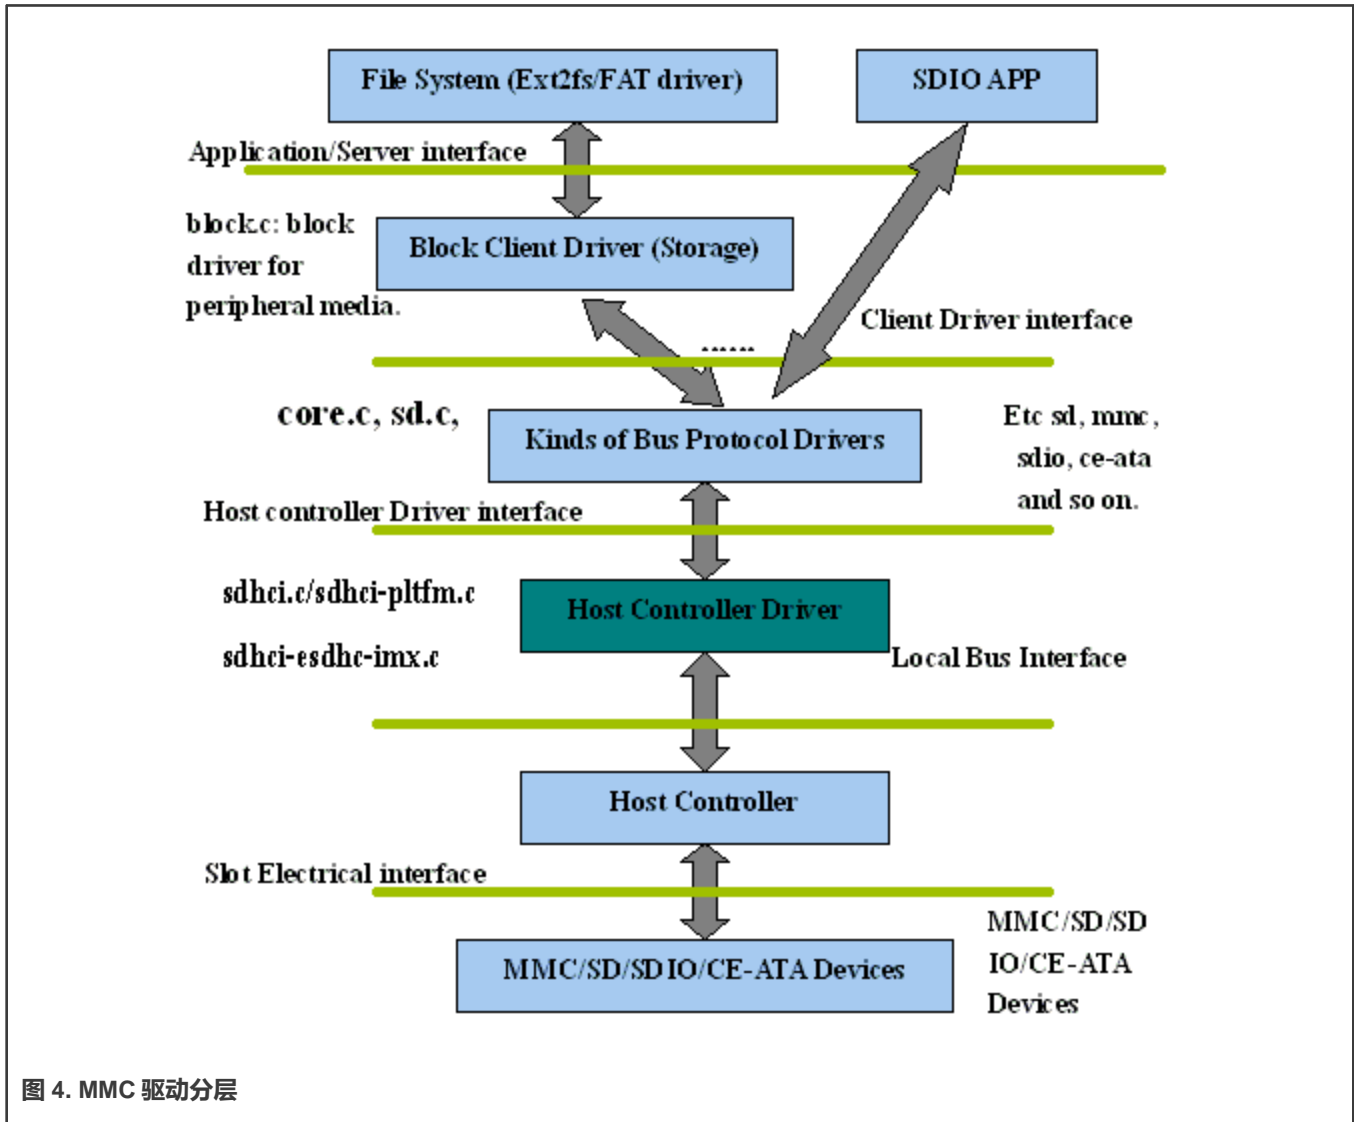 File System (Ext2fs/FAT driver)
SDIO APP
Application/Server interface
block.c: block
driver for
peripheral media.
Block Client Driver (Storage)
Client Driver interface
......
core.c, sd.c,
Kinds of Bus Protocol Drivers
Etc sd, mmc,
sdio, ce-ata
and so on.
Host controller Driver interface
sdhci.c/sdhci-pltfm.c
sdhci-esdhc-imx.c
Host Controller Driver
Local Bus Interface
Host Controller
Slot Electrical interface
MMC/SD/SDIO/CE-ATA Devices
MMC/SD/SD
IO/CE-ATA
Devices
图 4. MMC 驱动分层